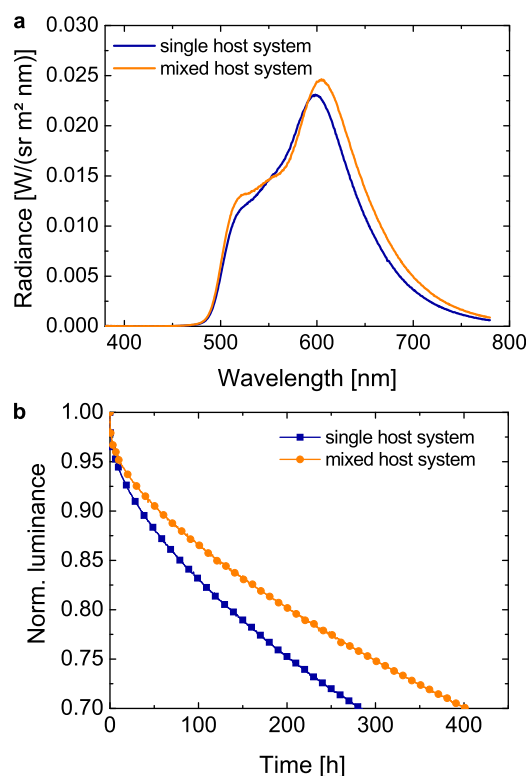 a
single host system
mixed host system
Radiance [W/(sr m² nm)]
0.030
0.025
0.020
0.015
0.010
0.005
0.000
400 500 600 700 800
Wavelength [nm]
b
single host system
mixed host system
Norm. luminance
1.00
0.95
0.90
0.85
0.80
0.75
0.70
0 100 200 300 400
Time [h]